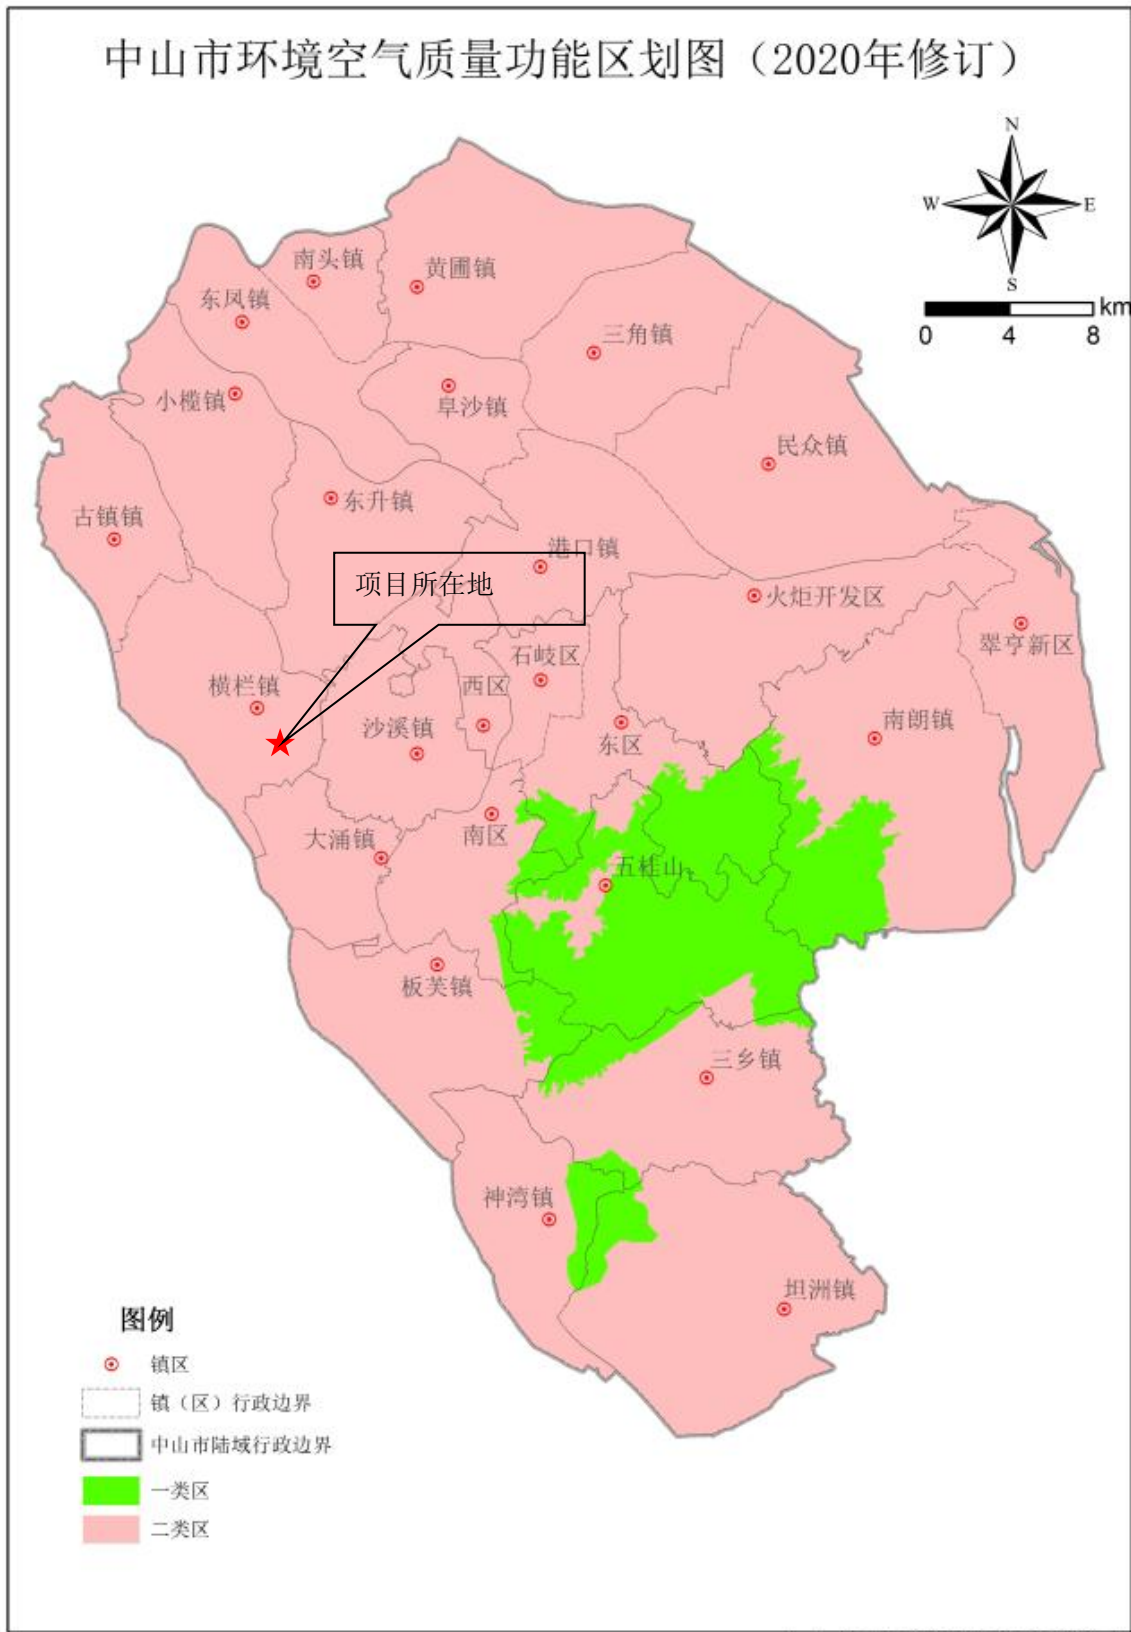 中山市环境空气质量功能区划图（2020年修订）
N
W
E
S
km
0
4
8
南头镇
黄圃镇
东凤镇
三角镇
小榄镇
阜沙镇
民众镇
东升镇
古镇镇
港口镇
项目所在地
火炬开发区
翠亨新区
石岐区
横栏镇
西区
沙溪镇
东区
南朗镇
南区
大涌镇
五桂山
板芙镇
三乡镇
神湾镇
坦洲镇
图例
镇区
镇（区）行政边界
中山市陆域行政边界
一类区
二类区